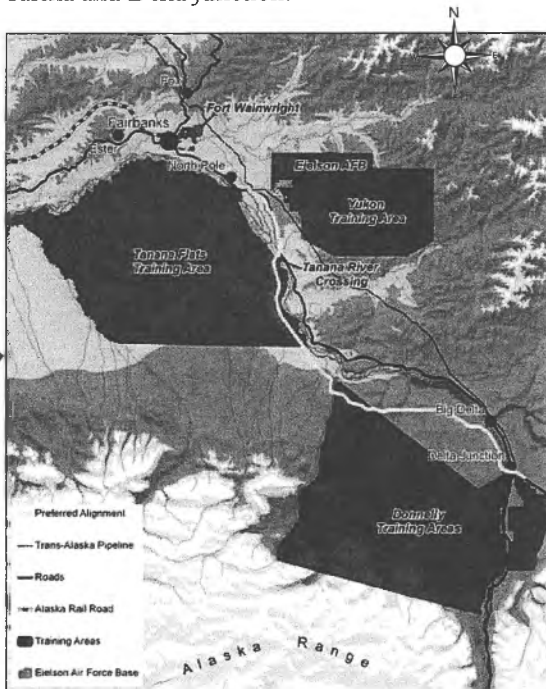 N
Fort Wainwright
Fairbanks
Ester
North Pole
Eielson AFB
Yukon
Training Area
Tanana Flats
Training Area
Tanana River
Crossing
Big Delta
Delta Junction
Donnelly
Training Areas
Preferred Alignment
Trans-Alaska Pipeline
Roads
Alaska Rail Road
Training Areas
Eielson Air Force Base
Alaska Range